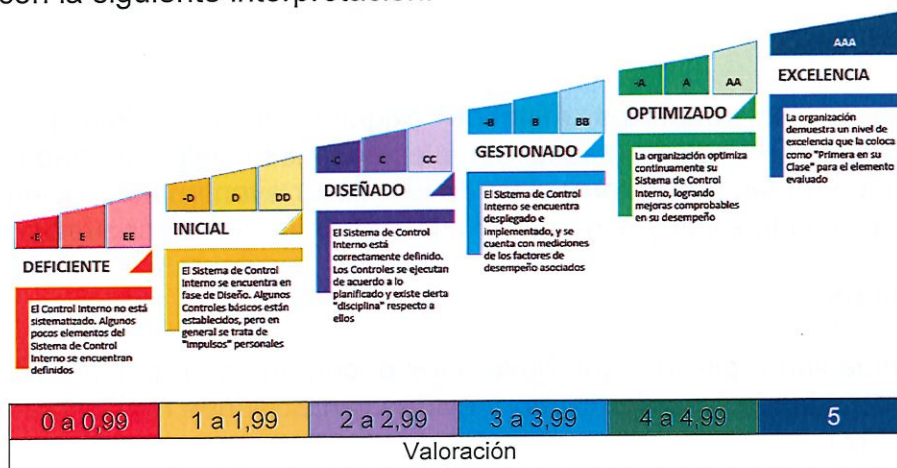 con la siguiente interpretación:
-E E EE
DEFICIENTE
El Control Interno no está
sistematizado. Algunos
pocos elementos del
Sistema de Control
Interno se encuentran
definidos
-D D DD
INICIAL
El Sistema de Control
Interno se encuentra en
fase de Diseño. Algunos
Controles básicos están
establecidos, pero en
general se trata de
"impulsos" personales
-C C CC
DISEÑADO
El Sistema de Control
Interno está
correctamente definido.
Los Controles se ejecutan
de acuerdo a lo
planificado y existe cierta
"disciplina" respecto a
ellos
-B B BB
GESTIONADO
El Sistema de Control
Interno se encuentra
desplegado e
implementado, y se
cuenta con mediciones
de los factores de
desempeño asociados
-A A AA
OPTIMIZADO
La organización optimiza
continuamente su
Sistema de Control
Interno, logrando
mejoras comprobables
en su desempeño
AAA
EXCELENCIA
La organización
demuestra un nivel de
excelencia que la coloca
como "Primera en su
Clase" para el elemento
evaluado
0 a 0,99 1 a 1,99 2 a 2,99 3 a 3,99 4 a 4,99 5
Valoración